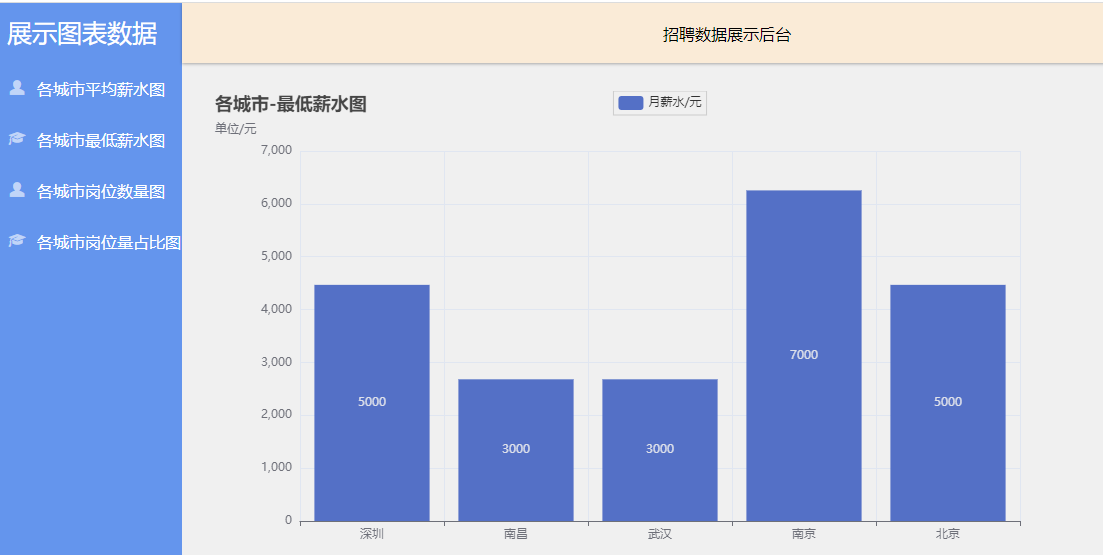 展示图表数据
各城市平均薪水图
各城市最低薪水图
各城市岗位数量图
各城市岗位量占比图
招聘数据展示后台
各城市-最低薪水图
月薪水/元
单位/元
7,000
6,000
5,000
4,000
3,000
2,000
1,000
0
5000
3000
3000
7000
5000
深圳
南昌
武汉
南京
北京